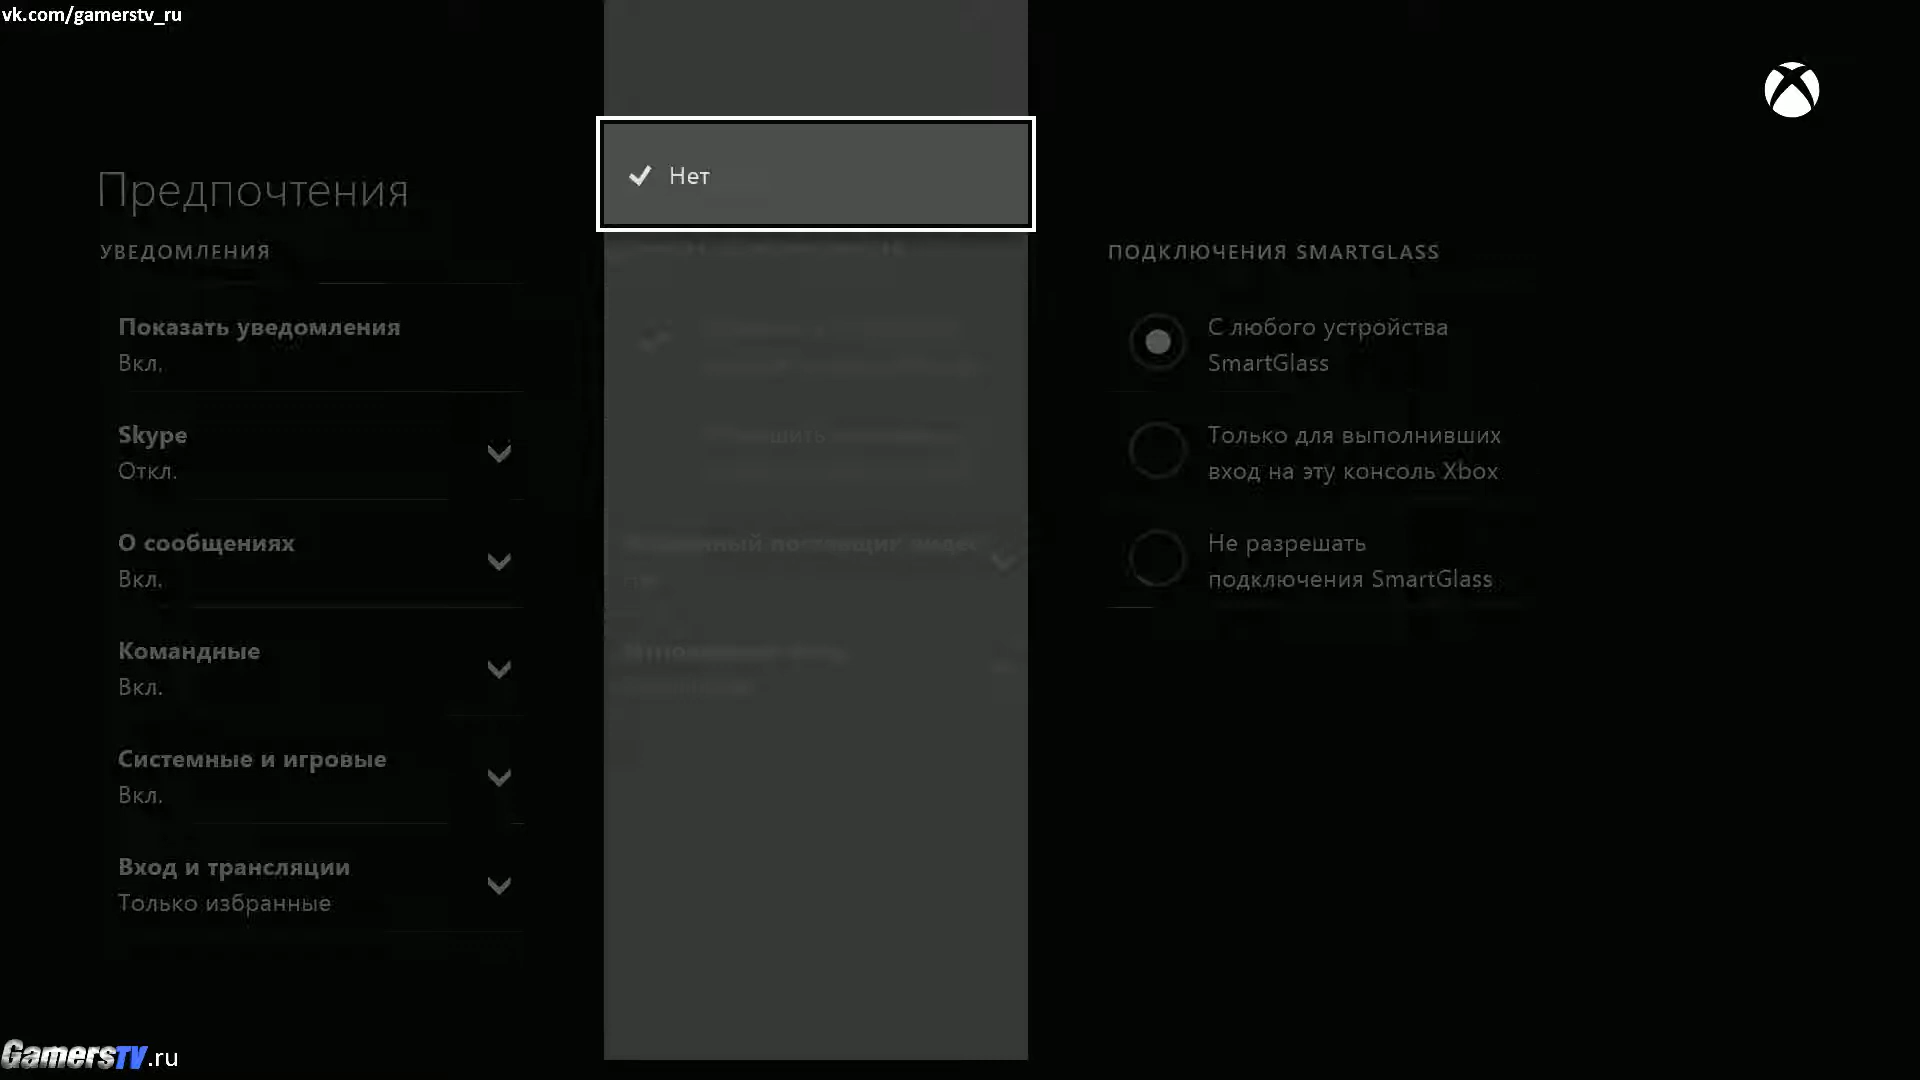 vk.com/gamerstv_ru
Предпочтения
УВЕДОМЛЕНИЯ
Показать уведомления
Вкл.
Skype
Откл.
О сообщениях
Вкл.
Командные
Вкл.
Системные и игровые
Вкл.
Вход и трансляции
Только избранные
Нет
ПОДКЛЮЧЕНИЯ SMARTGLASS
С любого устройства
SmartGlass
Только для выполнивших
вход на эту консоль Xbox
Не разрешать
подключения SmartGlass
GamersTV.ru